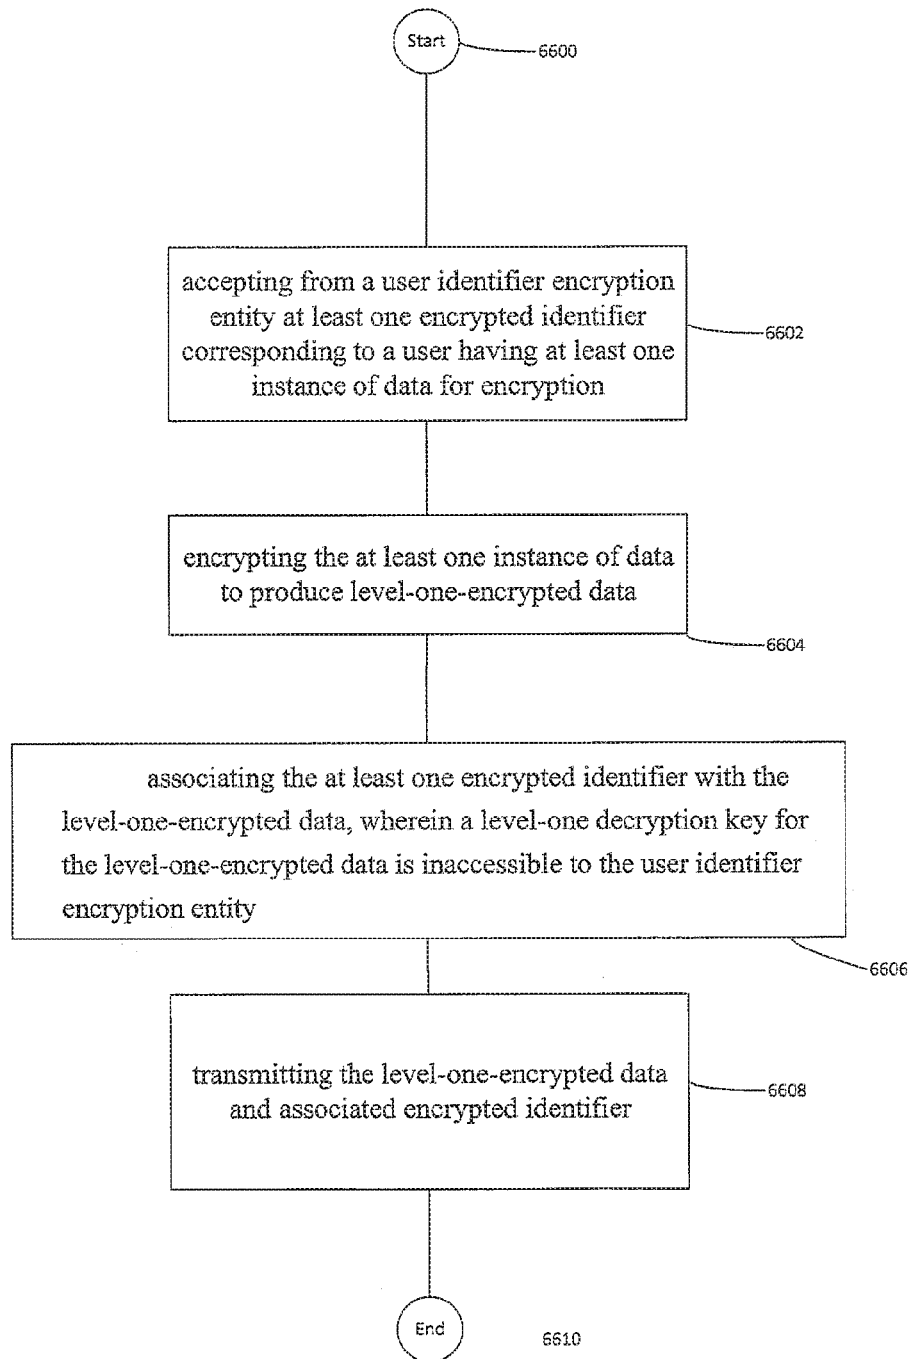 Start
6600
accepting from a user identifier encryption
entity at least one encrypted identifier
corresponding to a user having at least one
instance of data for encryption
6602
encrypting the at least one instance of data
to produce level-one-encrypted data
6604
associating the at least one encrypted identifier with the
level-one-encrypted data, wherein a level-one decryption key for
the level-one-encrypted data is inaccessible to the user identifier
encryption entity
6606
transmitting the level-one-encrypted data
and associated encrypted identifier
6608
End
6610